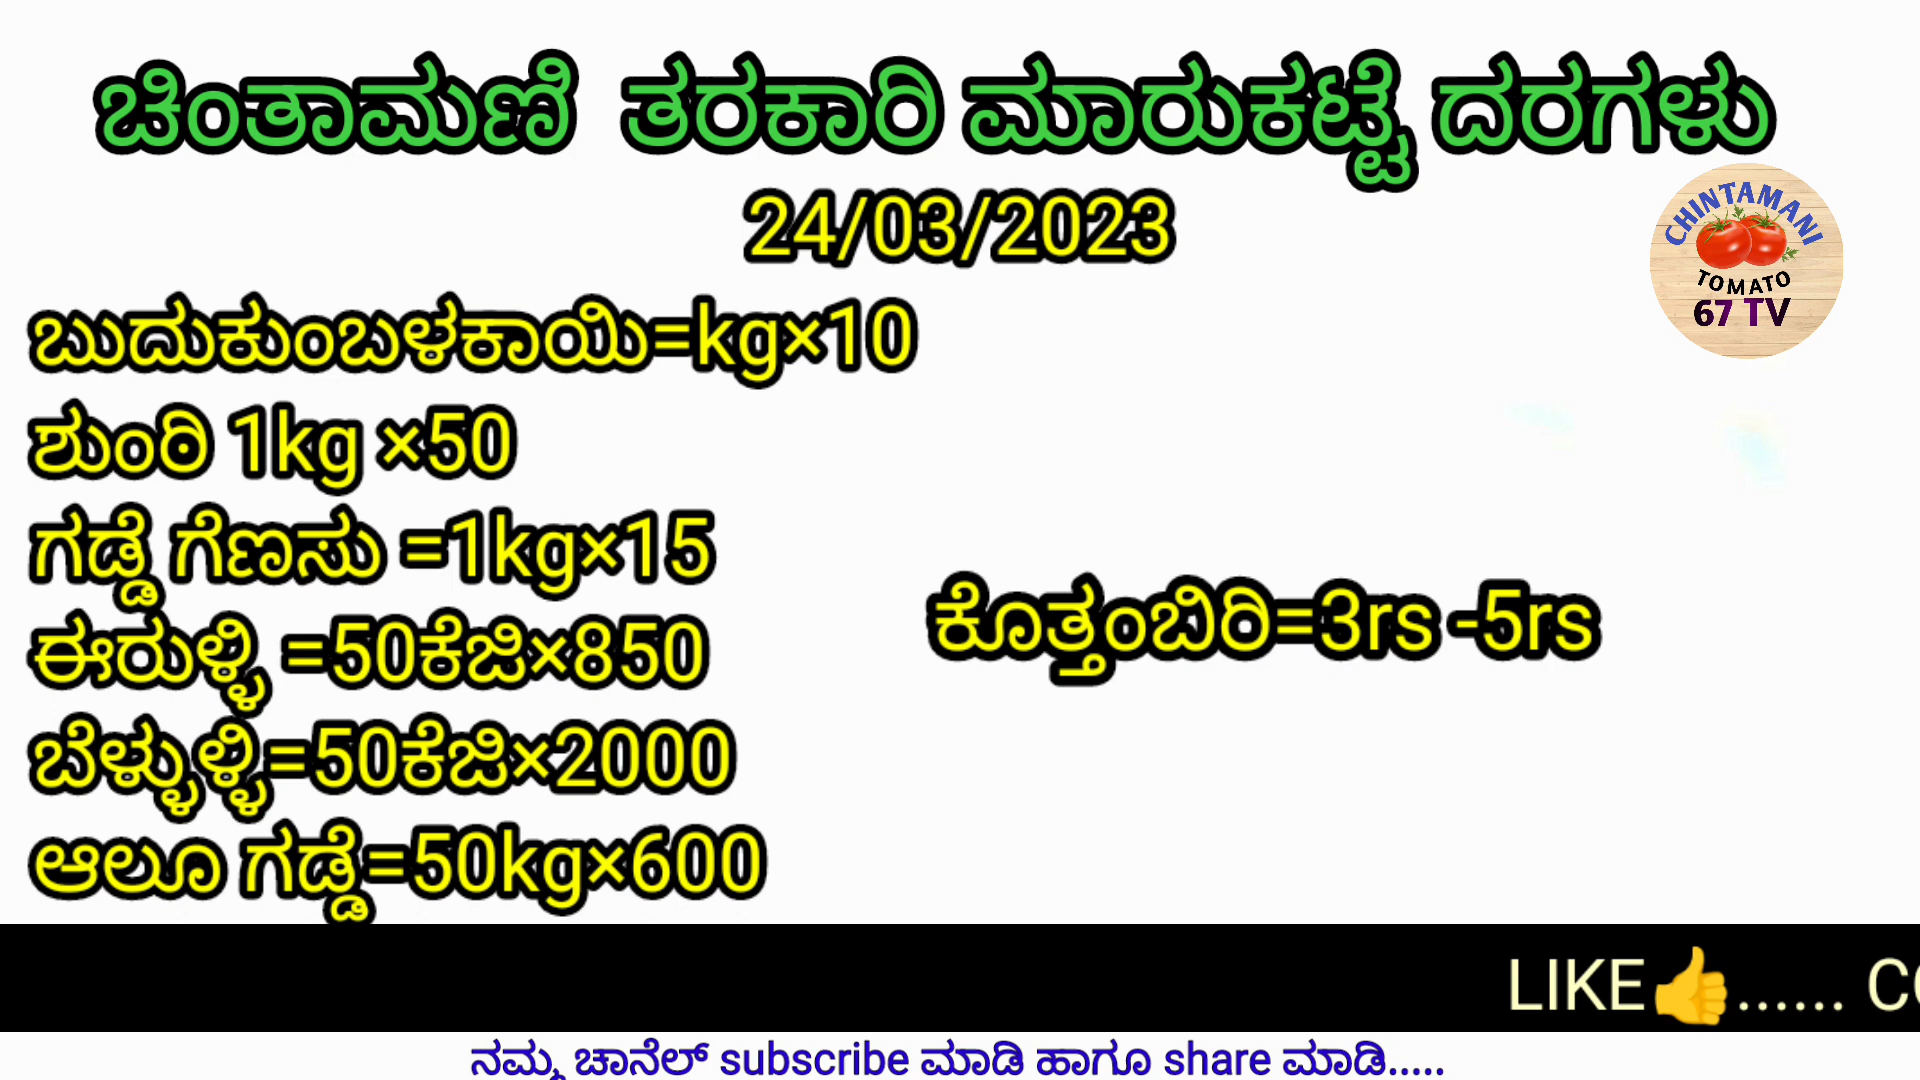 ಚಿಂತಾಮಣಿ ತರಕಾರಿ ಮಾರುಕಟ್ಟೆ ದರಗಳು
24/03/2023
CHINTAMANI
TOMATO
67 TV
ಬುದುಕುಂಬಳಕಾಯಿ=kg×10
ಶುಂಠಿ 1kg ×50
ಗಡ್ಡೆ ಗೆಣಸು =1kg×15
ಈರುಳ್ಳಿ =50ಕೆಜಿ×850
ಬೆಳ್ಳುಳ್ಳಿ=50ಕೆಜಿ×2000
ಆಲೂ ಗಡ್ಡೆ=50kg×600
ಕೊತ್ತಂಬಿರಿ=3rs -5rs
LIKE👍...... C
ನಮ್ಮ ಚಾನೆಲ್ subscribe ಮಾಡಿ ಹಾಗೂ share ಮಾಡಿ.....